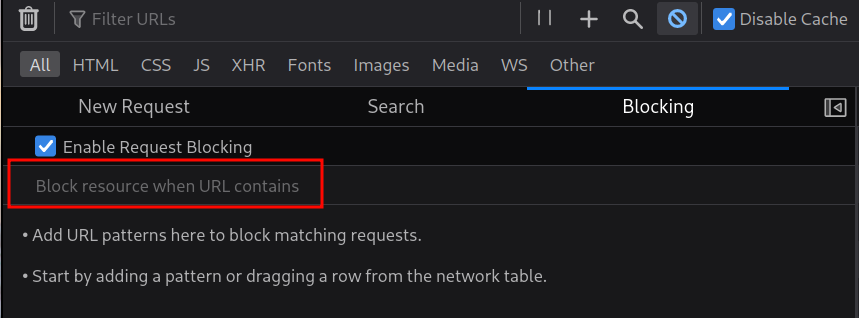 Filter URLs Disable Cache
All HTML CSS JS XHR Fonts Images Media WS Other
New Request Search Blocking
Enable Request Blocking
Block resource when URL contains
• Add URL patterns here to block matching requests.
• Start by adding a pattern or dragging a row from the network table.